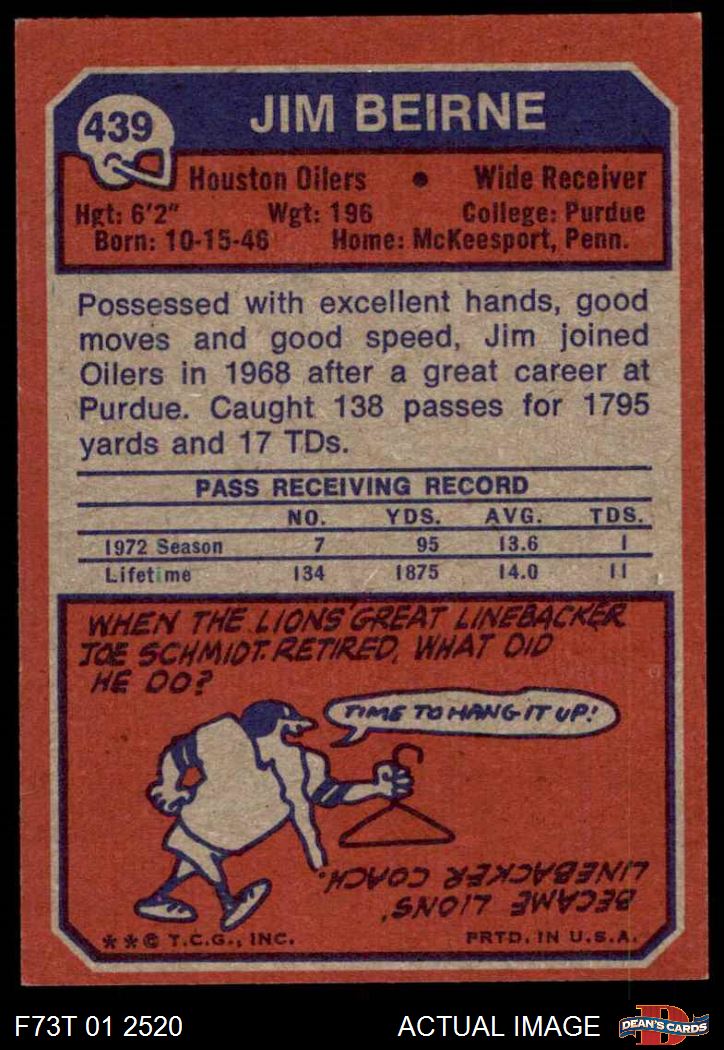 439
JIM BEIRNE
Houston Oilers • Wide Receiver
Hgt: 6'2" Wgt: 196 College: Purdue
Born: 10-15-46 Home: McKeesport, Penn.
Possessed with excellent hands, good
moves and good speed, Jim joined
Oilers in 1968 after a great career at
Purdue. Caught 138 passes for 1795
yards and 17 TDs.
PASS RECEIVING RECORD
NO. YDS. AVG. TDS.
1972 Season 7 95 13.6 1
Lifetime 134 1875 14.0 11
WHEN THE LIONS' GREAT LINEBACKER
JOE SCHMIDT RETIRED, WHAT DID
HE DO?
TIME TO HANG IT UP!
BECAME LIONS'
LINEBACKER COACH.
**© T.C.G., INC. PRTD. IN U.S.A.
F73T 01 2520 ACTUAL IMAGE D
DEAN'S CARDS